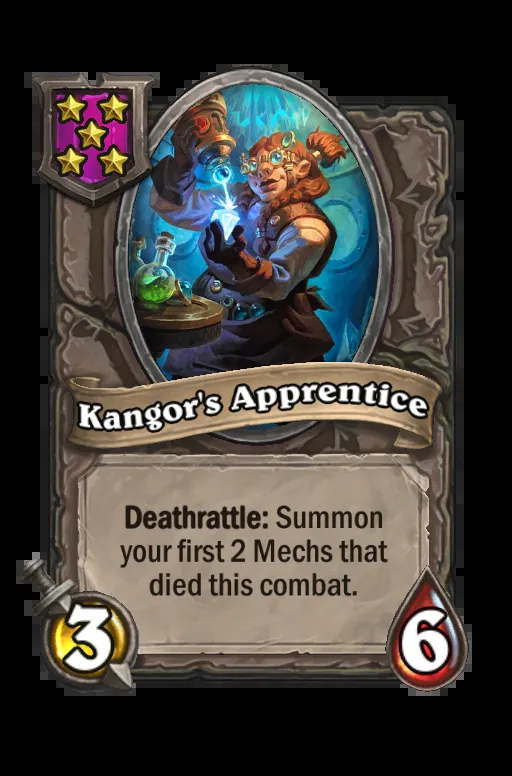 Kangor's Apprentice
Deathrattle: Summon
your first 2 Mechs that
died this combat.
3
6